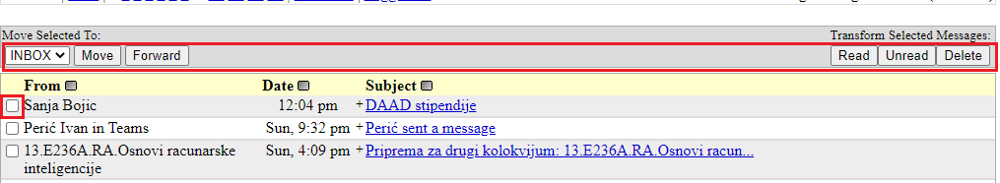 Move Selected To: Transform Selected Messages:
INBOX Move Forward Read Unread Delete
From Date Subject
Sanja Bojic 12:04 pm +DAAD stipendije
Perić Ivan in Teams Sun, 9:32 pm +Perić sent a message
13.E236A.RA.Osnovi racunarske Sun, 4:09 pm +Priprema za drugi kolokvijum: 13.E236A.RA.Osnovi racun...
inteligencije